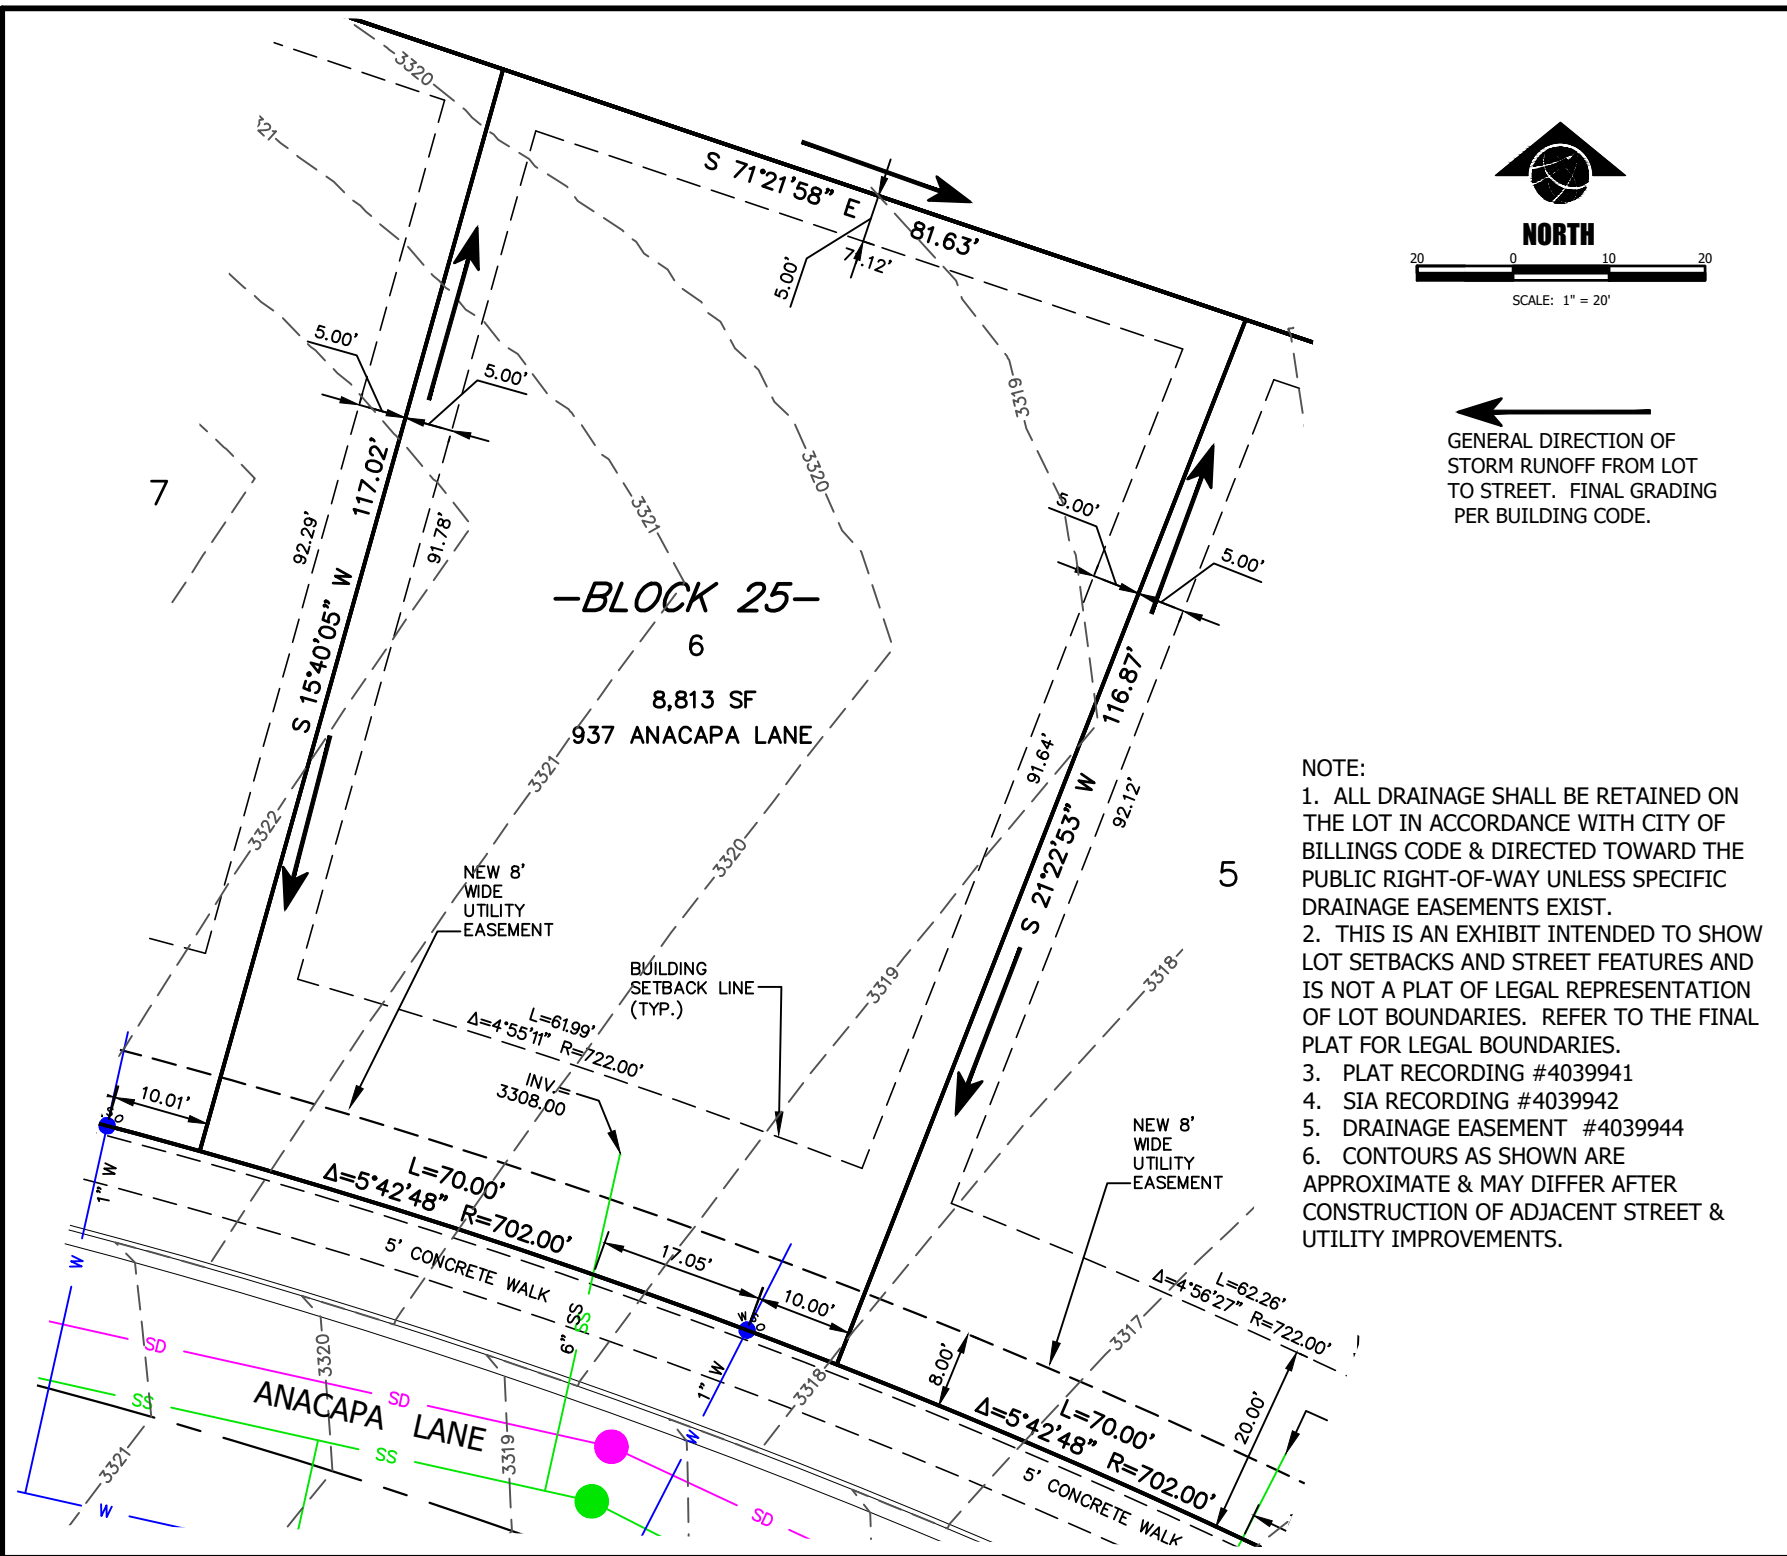 3320
321
S 71°21'58" E
81.63'
74.12'
5.00'
NORTH
20 0 10 20
SCALE: 1" = 20'
GENERAL DIRECTION OF
STORM RUNOFF FROM LOT
TO STREET. FINAL GRADING
PER BUILDING CODE.
5.00'
5.00'
3319
3320
3321
7
92.29'
117.02'
91.78'
S 15°40'05" W
5.00'
5.00'
-BLOCK 25-
6
8,813 SF
937 ANACAPA LANE
116.87'
91.64'
92.12'
S 21°22'53" W
5
3322
3321
3320
3319
3318
NEW 8'
WIDE
UTILITY
EASEMENT
BUILDING
SETBACK LINE
(TYP.)
L=61.99'
Δ=4°55'11" R=722.00'
INV.=
3308.00
NOTE:
1. ALL DRAINAGE SHALL BE RETAINED ON
THE LOT IN ACCORDANCE WITH CITY OF
BILLINGS CODE & DIRECTED TOWARD THE
PUBLIC RIGHT-OF-WAY UNLESS SPECIFIC
DRAINAGE EASEMENTS EXIST.
2. THIS IS AN EXHIBIT INTENDED TO SHOW
LOT SETBACKS AND STREET FEATURES AND
IS NOT A PLAT OF LEGAL REPRESENTATION
OF LOT BOUNDARIES. REFER TO THE FINAL
PLAT FOR LEGAL BOUNDARIES.
3. PLAT RECORDING #4039941
4. SIA RECORDING #4039942
5. DRAINAGE EASEMENT #4039944
6. CONTOURS AS SHOWN ARE
APPROXIMATE & MAY DIFFER AFTER
CONSTRUCTION OF ADJACENT STREET &
UTILITY IMPROVEMENTS.
10.01'
1" W
W
L=70.00'
Δ=5°42'48" R=702.00'
5' CONCRETE WALK
17.05'
10.00'
6" SS
SS
1" W
W
NEW 8'
WIDE
UTILITY
EASEMENT
L=62.26'
Δ=4°56'27" R=722.00'
3317
3318
8.00'
20.00'
L=70.00'
Δ=5°42'48" R=702.00'
5' CONCRETE WALK
SD
SD
SD
SS
SS
3320
3319
3321
ANACAPA LANE
W